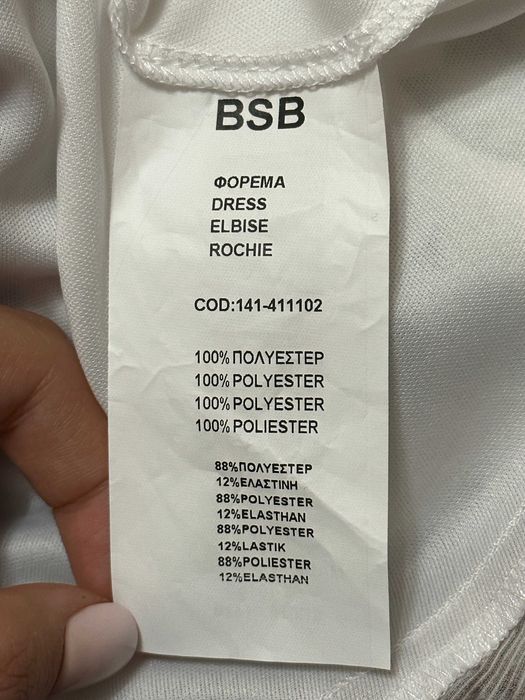 BSB
ΦΟΡΕΜΑ
DRESS
ELBISE
ROCHIE
COD:141-411102
100%ΠΟΛΥΕΣΤΕΡ
100%POLYESTER
100%POLYESTER
100%POLIESTER
88%ΠΟΛΥΕΣΤΕΡ
12%ΕΛΑΣΤΙΝΗ
88%POLYESTER
12%ELASTHAN
88%POLYESTER
12%LASTIK
88%POLIESTER
12%ELASTHAN